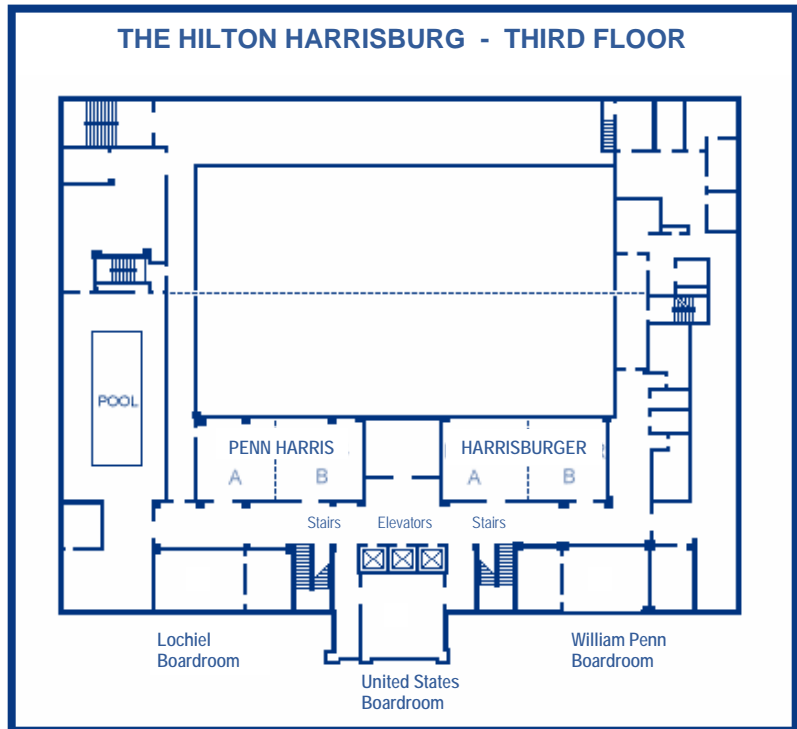 THE HILTON HARRISBURG - THIRD FLOOR
POOL
PENN HARRIS
A
B
HARRISBURGER
A
B
Stairs
Elevators
Stairs
Lochiel
Boardroom
United States
Boardroom
William Penn
Boardroom